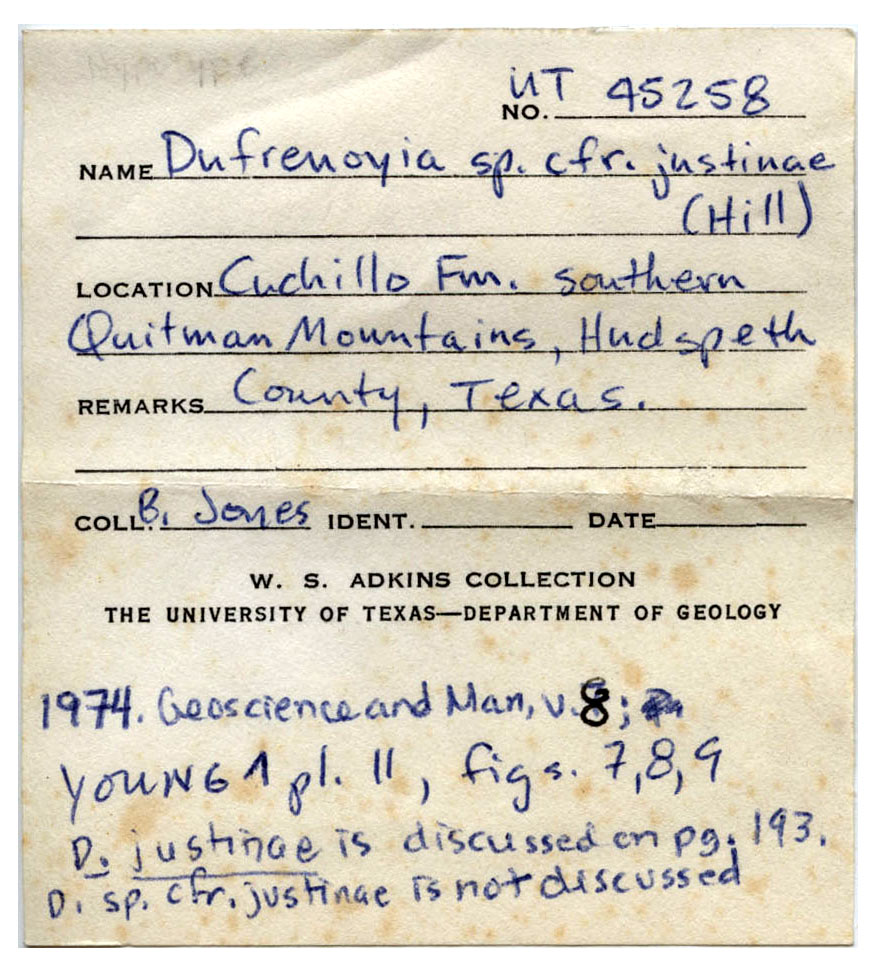 UT
NO. 45258
NAME Dufrenoyia sp. cfr. justinae
(Hill)
LOCATION Cuchillo Fm. southern
Quitman Mountains, Hudspeth
REMARKS County, Texas.
COLL. B. Jones IDENT. DATE
W. S. ADKINS COLLECTION
THE UNIVERSITY OF TEXAS—DEPARTMENT OF GEOLOGY
1974. Geoscience and Man, v. 8;
YOUNG 1 pl. 11, figs. 7,8,9
D. justinae is discussed on pg. 193.
D. sp. cfr. justinae is not discussed